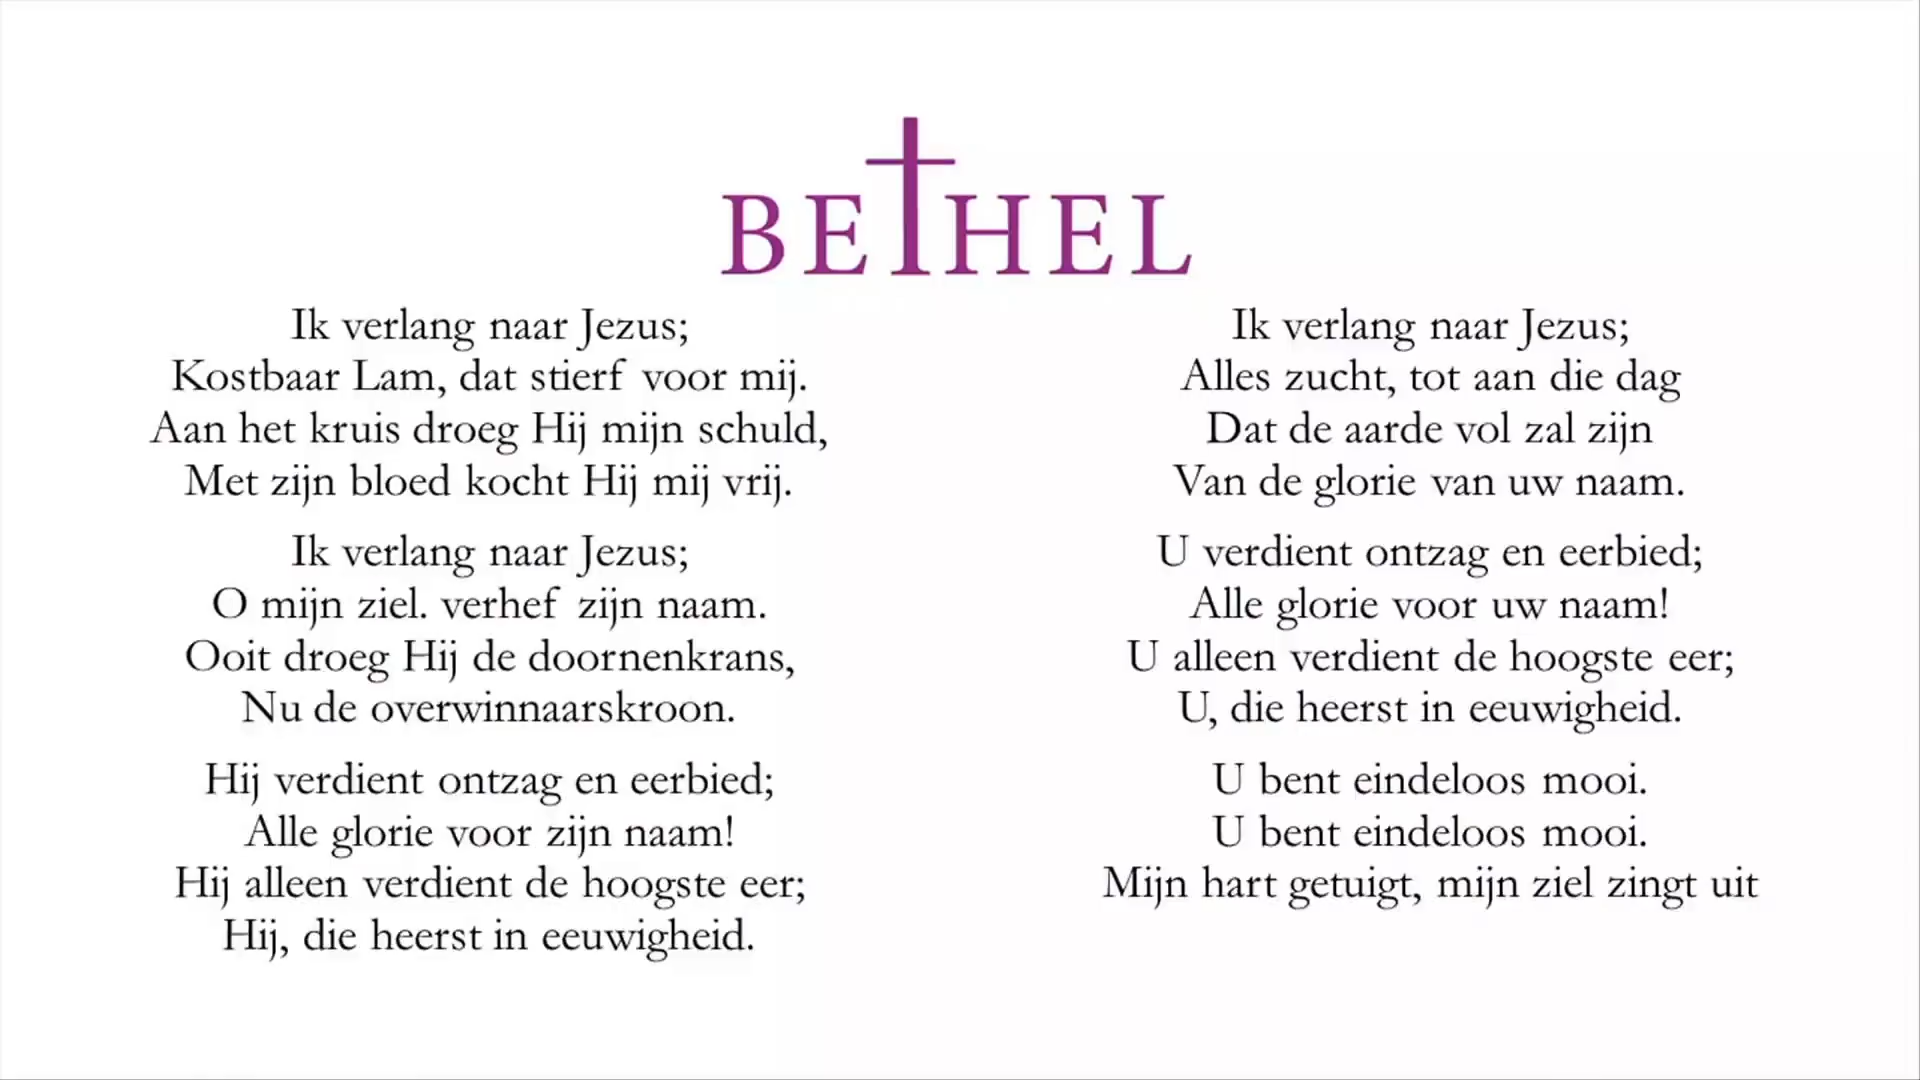 BETHEL
Ik verlang naar Jezus;
Kostbaar Lam, dat stierf voor mij.
Aan het kruis droeg Hij mijn schuld,
Met zijn bloed kocht Hij mij vrij.
Ik verlang naar Jezus;
O mijn ziel. verhef zijn naam.
Ooit droeg Hij de doornenkrans,
Nu de overwinnaarskroon.
Hij verdient ontzag en eerbied;
Alle glorie voor zijn naam!
Hij alleen verdient de hoogste eer;
Hij, die heerst in eeuwigheid.
Ik verlang naar Jezus;
Alles zucht, tot aan die dag
Dat de aarde vol zal zijn
Van de glorie van uw naam.
U verdient ontzag en eerbied;
Alle glorie voor uw naam!
U alleen verdient de hoogste eer;
U, die heerst in eeuwigheid.
U bent eindeloos mooi.
U bent eindeloos mooi.
Mijn hart getuigt, mijn ziel zingt uit